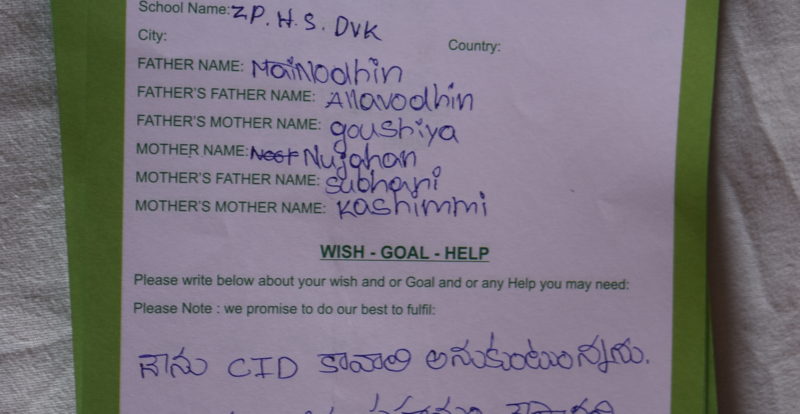 School Name: Z.P. H. S. DVK
City:
Country:
FATHER NAME: Mainodhin
FATHER'S FATHER NAME: Allavodhin
FATHER'S MOTHER NAME: goushiya
MOTHER NAME: Nujahan
MOTHER'S FATHER NAME: subhani
MOTHER'S MOTHER NAME: kashimmi
WISH - GOAL - HELP
Please write below about your wish and or Goal and or any Help you may need:
Please Note : we promise to do our best to fulfil:
నాను CID కావాలి అనుకుంటున్నాను.